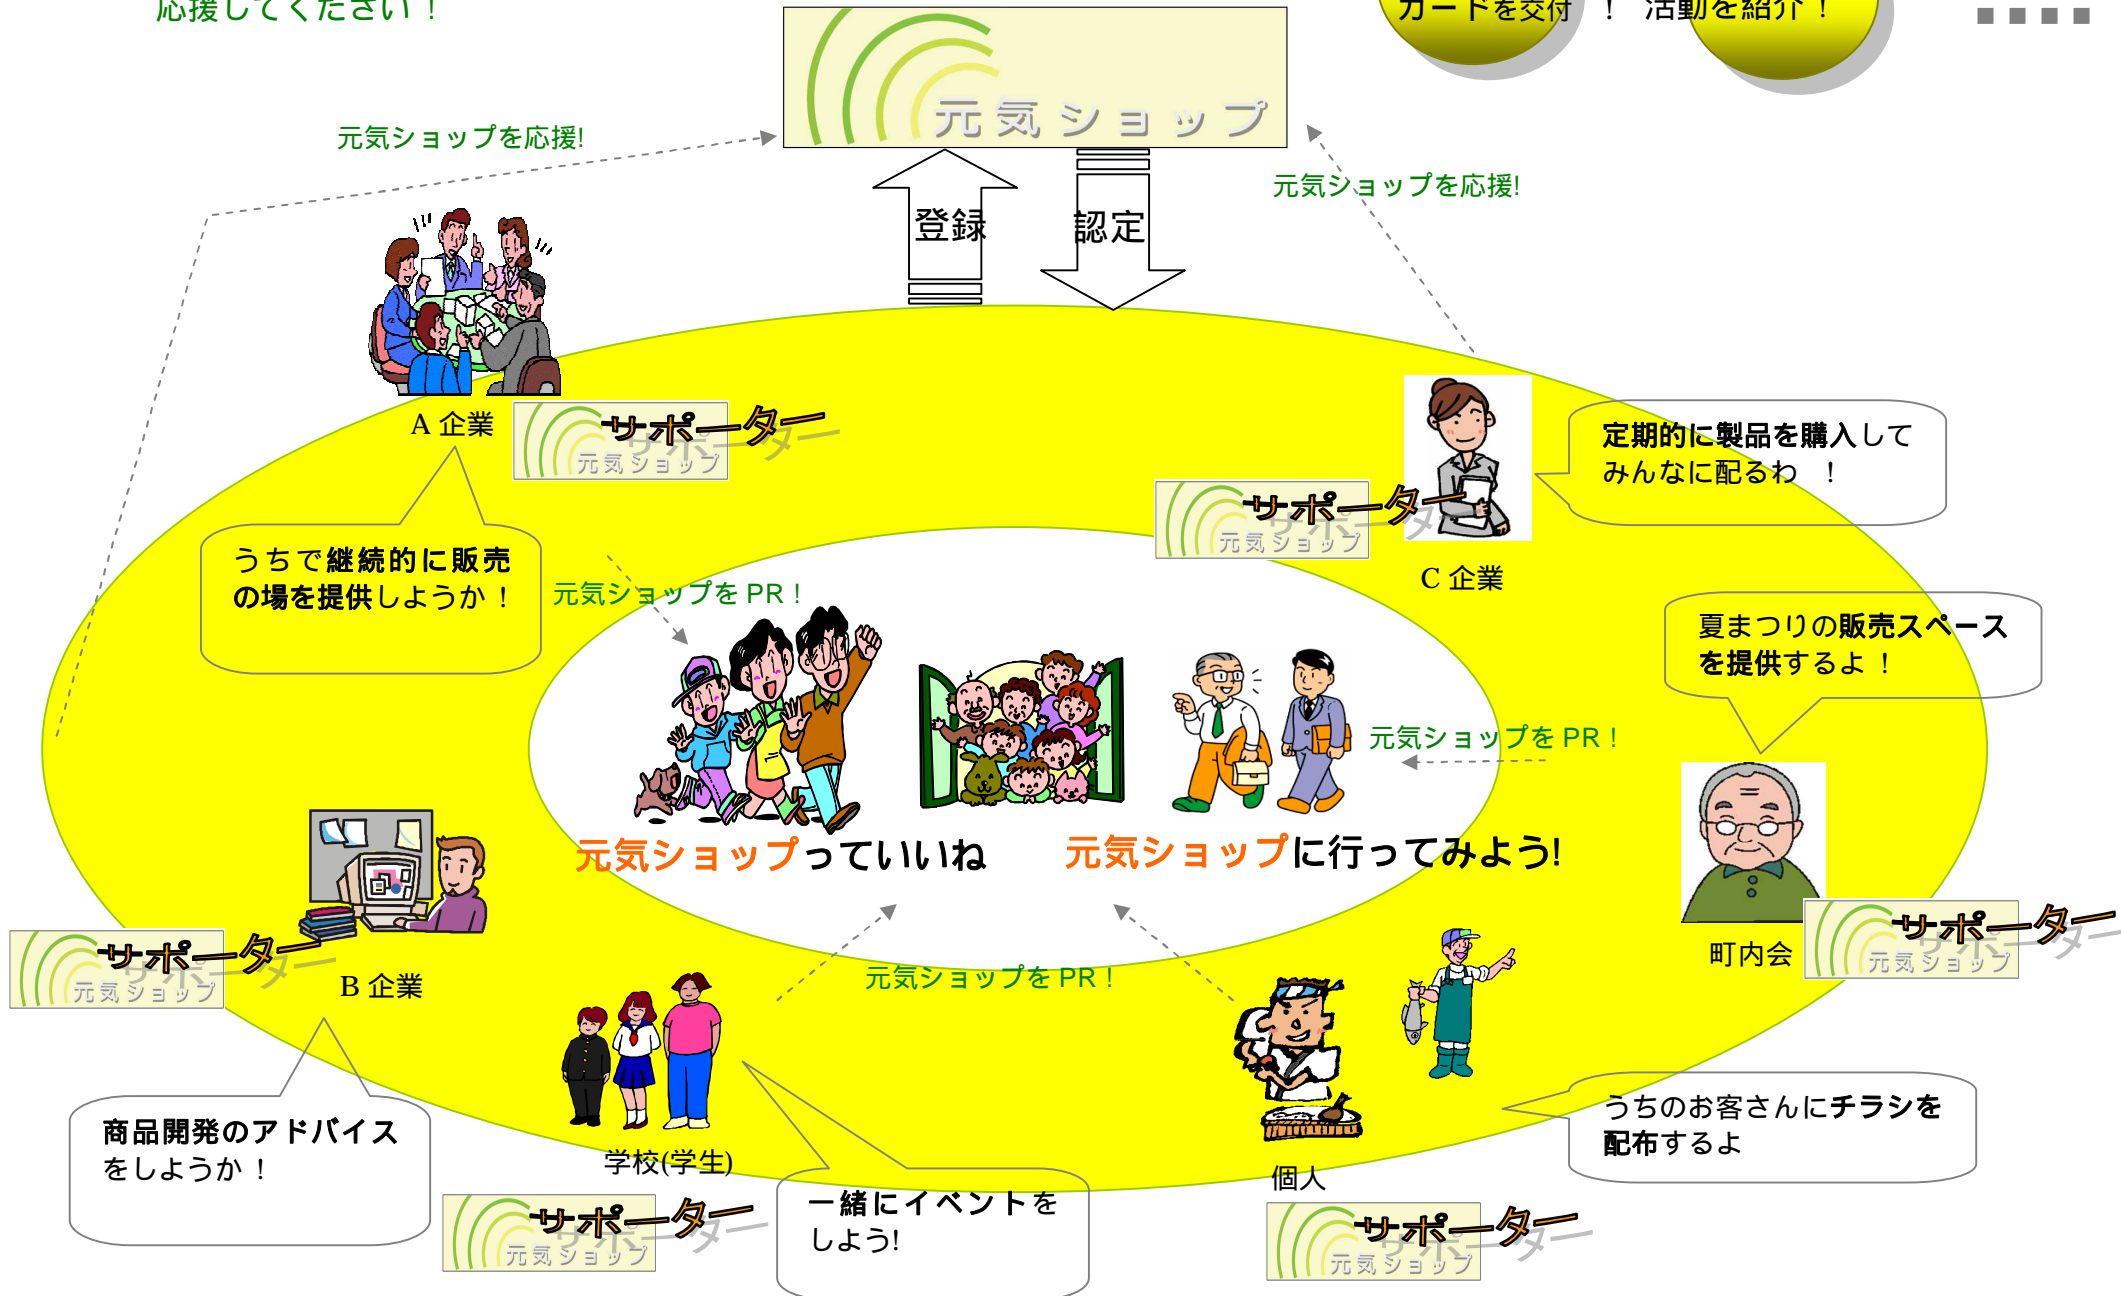 応援してください！
カードを交付！
活動を紹介！
元気ショップ
元気ショップを応援!
元気ショップを応援!
登録
認定
A 企業
サポーター
元気ショップ
定期的に製品を購入して
みんなに配るわ ！
サポーター
元気ショップ
C 企業
うちで継続的に販売
の場を提供しようか！
元気ショップを PR！
夏まつりの販売スペース
を提供するよ！
元気ショップを PR！
元気ショップっていいね
元気ショップに行ってみよう!
サポーター
元気ショップ
B 企業
町内会
サポーター
元気ショップ
元気ショップを PR！
商品開発のアドバイス
をしようか！
学校(学生)
サポーター
元気ショップ
一緒にイベントを
しよう!
個人
サポーター
元気ショップ
うちのお客さんにチラシを
配布するよ